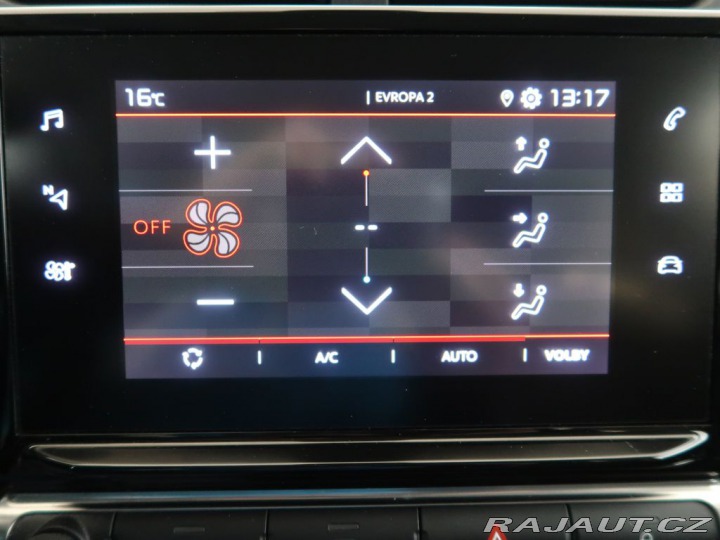 16°C | EVROPA 2 13:17
N
OFF
--
A/C | AUTO | VOLBY
RAJAUT.CZ